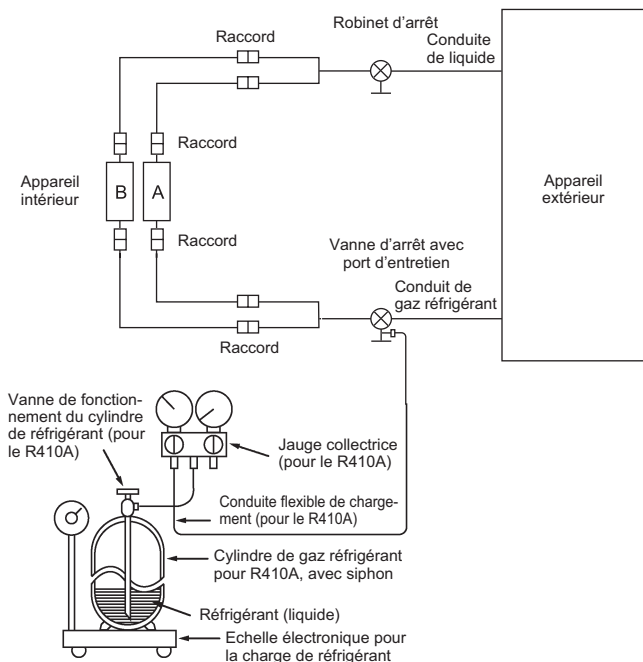 Robinet d'arrêt
Raccord
Conduite
de liquide
Raccord
Appareil
intérieur
B
A
Appareil
extérieur
Raccord
Vanne d'arrêt avec
port d'entretien
Conduit de
gaz réfrigérant
Raccord
Vanne de fonction-
nement du cylindre
de réfrigérant (pour
le R410A)
Jauge collectrice
(pour le R410A)
Conduite flexible de charge-
ment (pour le R410A)
Cylindre de gaz réfrigérant
pour R410A, avec siphon
Réfrigérant (liquide)
Echelle électronique pour
la charge de réfrigérant